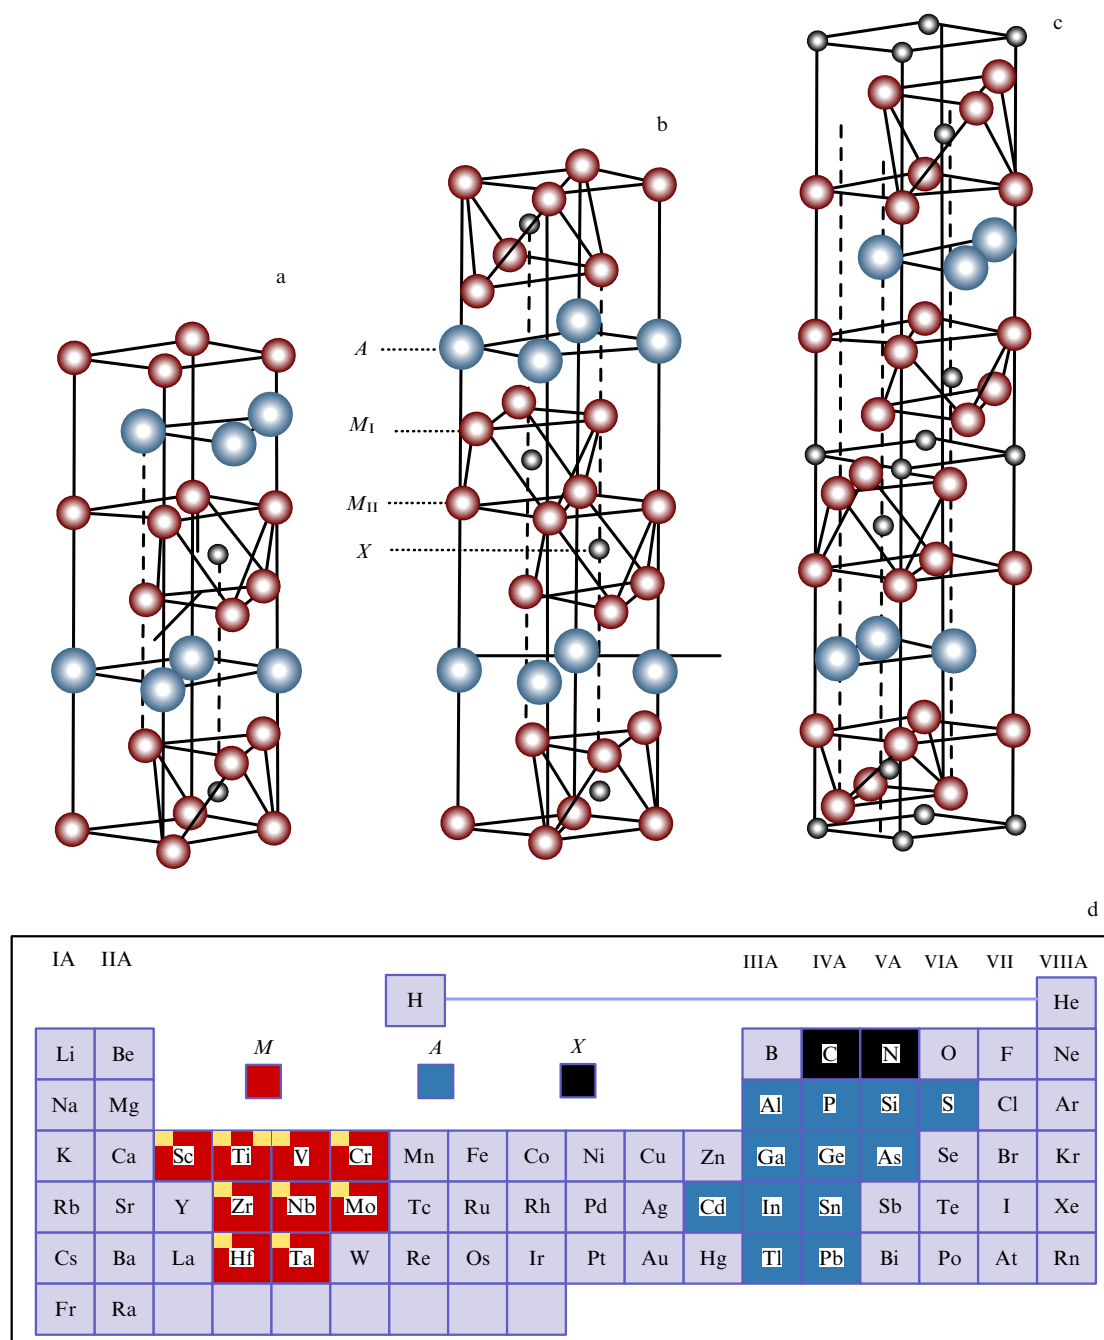 c
b
a
A
M_I
M_II
X
d
IA IIA IIIA IVA VA VIA VII VIIIA
H He
Li Be M A X B C N O F Ne
Na Mg Al P Si S Cl Ar
K Ca Sc Ti V Cr Mn Fe Co Ni Cu Zn Ga Ge As Se Br Kr
Rb Sr Y Zr Nb Mo Tc Ru Rh Pd Ag Cd In Sn Sb Te I Xe
Cs Ba La Hf Ta W Re Os Ir Pt Au Hg Tl Pb Bi Po At Rn
Fr Ra